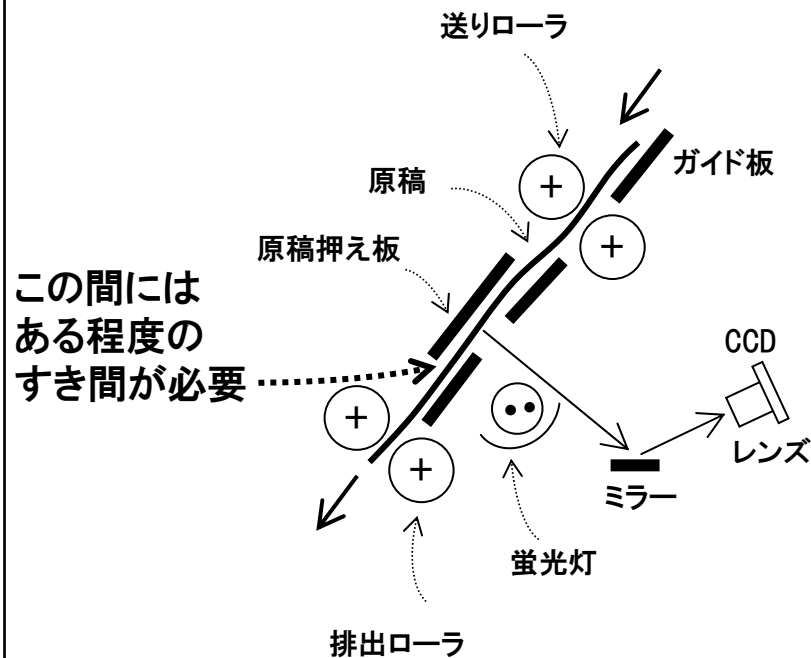 送りローラ
原稿
ガイド板
原稿押え板
この間には
ある程度の
すき間が必要
CCD
レンズ
ミラー
蛍光灯
排出ローラ